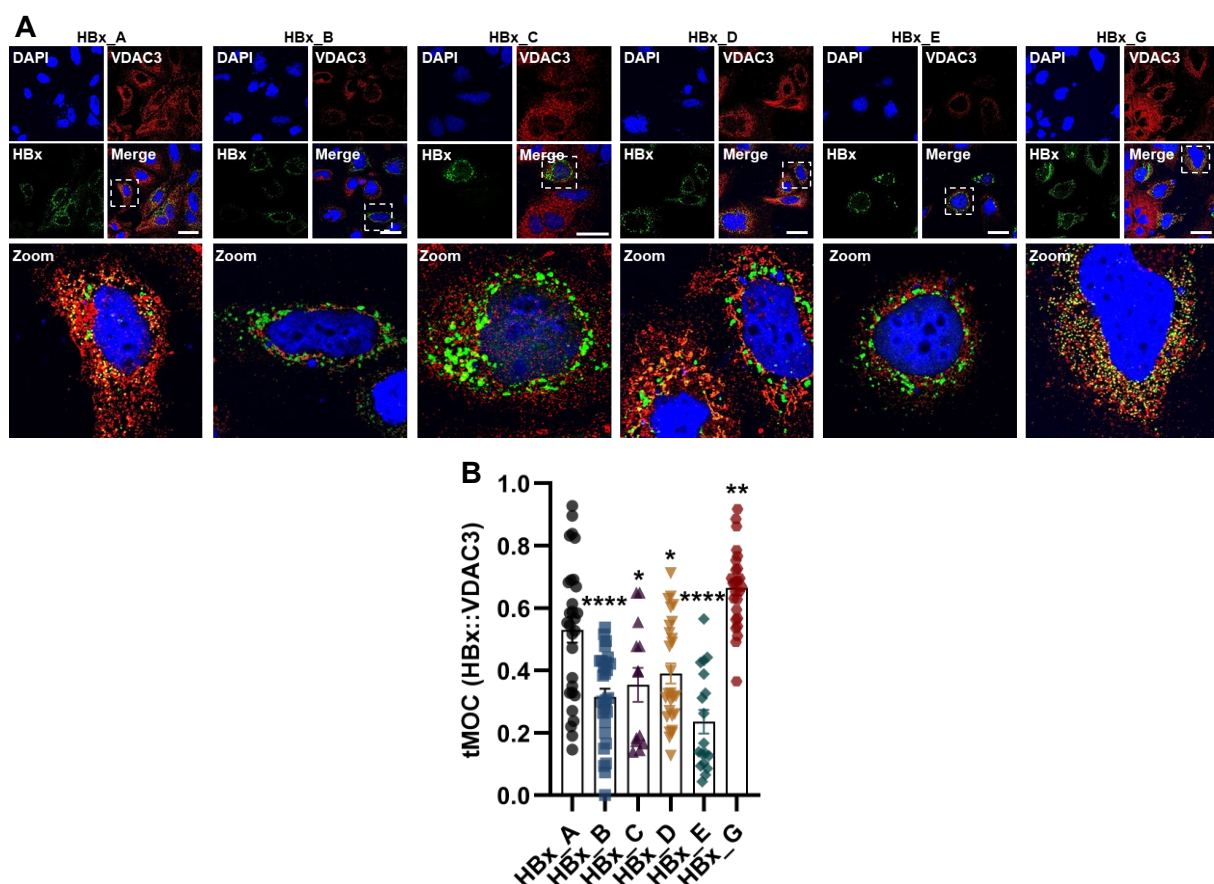 A
HBx_A HBx_B HBx_C HBx_D HBx_E HBx_G
DAPI VDAC3 DAPI VDAC3 DAPI VDAC3 DAPI VDAC3 DAPI VDAC3 DAPI VDAC3
HBx Merge HBx Merge HBx Merge HBx Merge HBx Merge HBx Merge
Zoom Zoom Zoom Zoom Zoom Zoom
B
tMOC (HBx::VDAC3)
1.0
0.8
0.6
0.4
0.2
0.0
**** * * **** **
HBx_A HBx_B HBx_C HBx_D HBx_E HBx_G